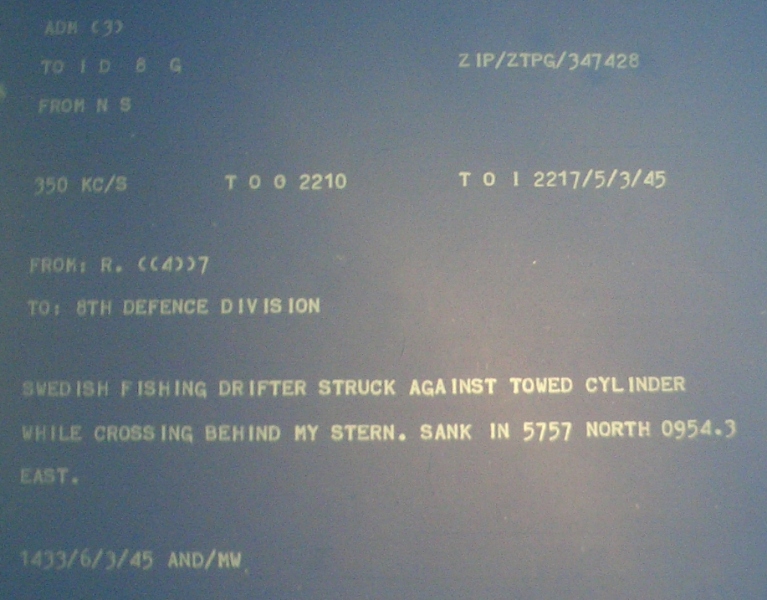 ADM (3)
TO I D 8 G ZIP/ZTPG/347428
FROM N S
350 KC/S T O O 2210 T O I 2217/5/3/45
FROM: R. ((4))7
TO: 8TH DEFENCE DIVISION
SWEDISH FISHING DRIFTER STRUCK AGAINST TOWED CYLINDER
WHILE CROSSING BEHIND MY STERN. SANK IN 5757 NORTH 0954.3
EAST.
1433/6/3/45 AND/MW